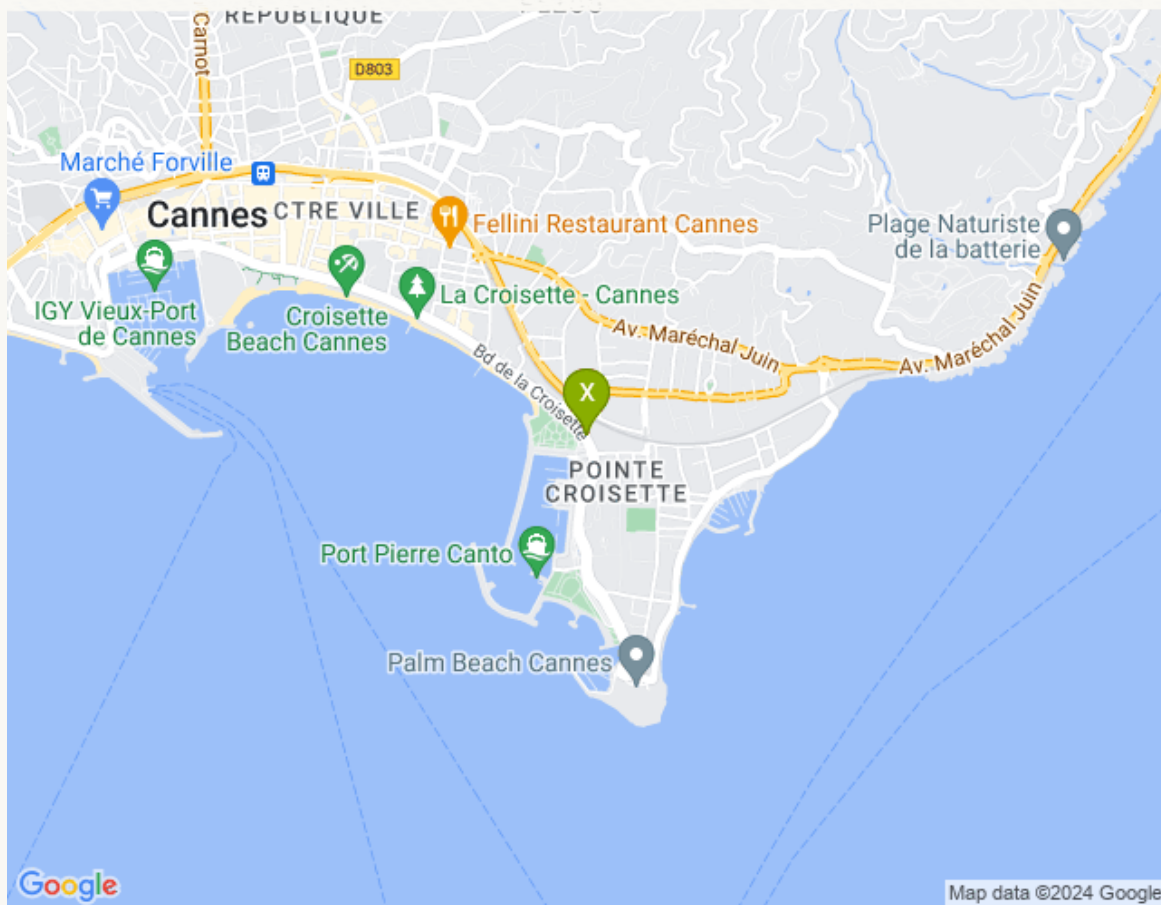 REPUBLIQUE
Carnot
D803
Marché Forville
Cannes
CTRE VILLE
Fellini Restaurant Cannes
Plage Naturiste
de la batterie
IGY Vieux-Port
de Cannes
Croisette
Beach Cannes
La Croisette - Cannes
Av. Maréchal Juin
Av. Maréchal Juin
Bd de la Croisette
X
POINTE
CROISETTE
Port Pierre Canto
Palm Beach Cannes
Google
Map data ©2024 Google